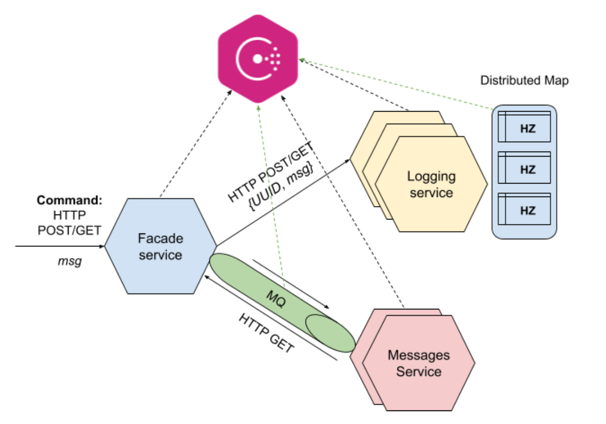 Distributed Map
HZ
HZ
HZ
HTTP POST/GET
{UUID, msg}
Logging
service
Command:
HTTP
POST/GET
msg
Facade
service
MQ
HTTP GET
Messages
Service